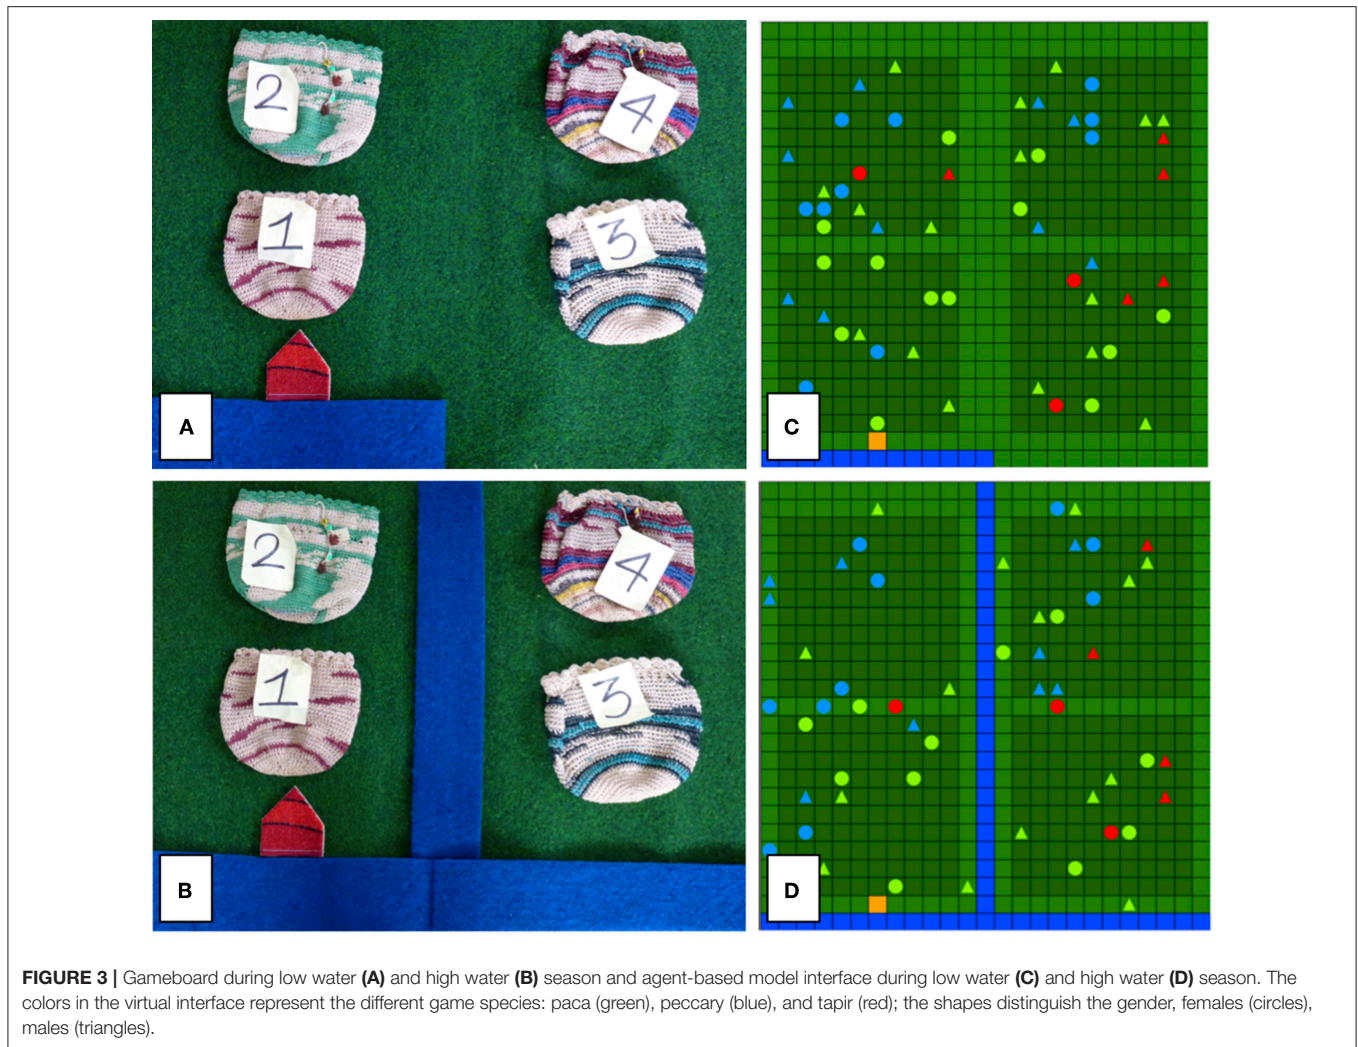 2
4
1
3
A
C
2
4
1
3
B
D
FIGURE 3 | Gameboard during low water (A) and high water (B) season and agent-based model interface during low water (C) and high water (D) season. The
colors in the virtual interface represent the different game species: paca (green), peccary (blue), and tapir (red); the shapes distinguish the gender, females (circles),
males (triangles).